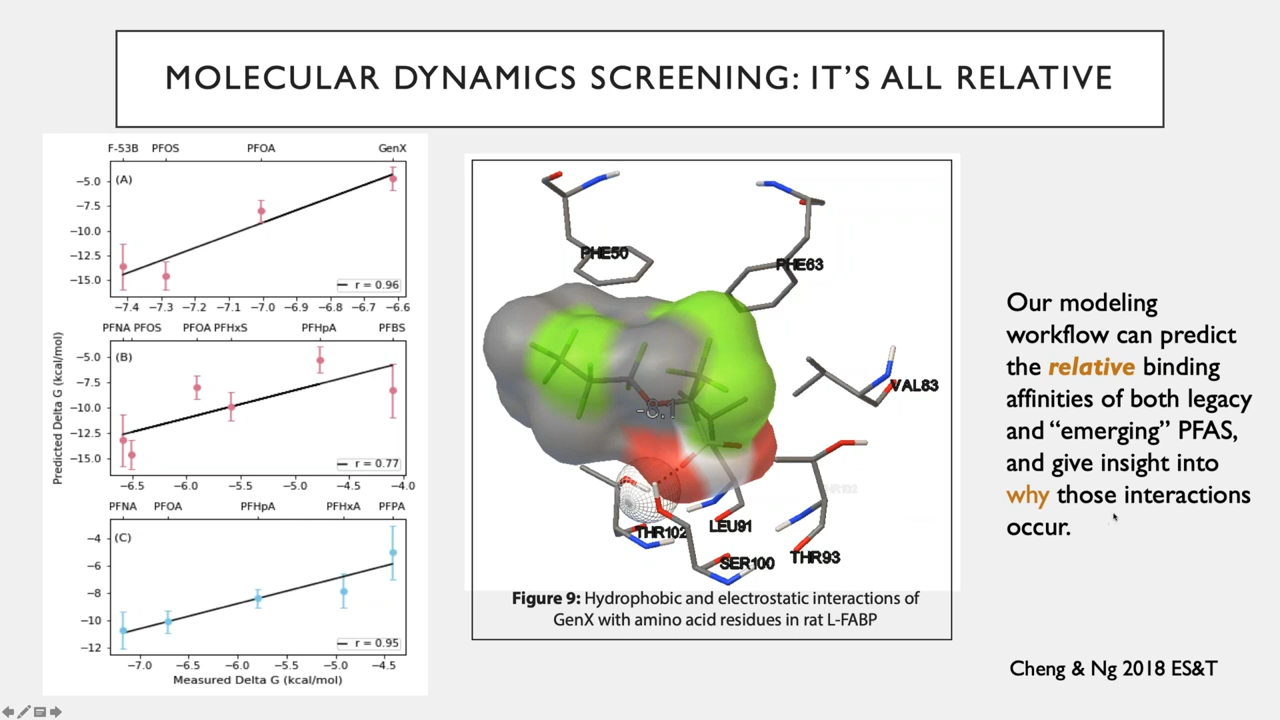 MOLECULAR DYNAMICS SCREENING: IT'S ALL RELATIVE
F-53B PFOS PFOA GenX
(A)
−5.0
−7.5
−10.0
−12.5
−15.0
r = 0.96
−7.4 −7.3 −7.2 −7.1 −7.0 −6.9 −6.8 −6.7 −6.6
PFNA PFOS PFOA PFHxS PFHpA PFBS
(B)
−5.0
−7.5
−10.0
−12.5
−15.0
r = 0.77
−6.5 −6.0 −5.5 −5.0 −4.5 −4.0
PFNA PFOA PFHpA PFHxA PFPA
(C)
−4
−6
−8
−10
−12
r = 0.95
−7.0 −6.5 −6.0 −5.5 −5.0 −4.5
Measured Delta G (kcal/mol)
Predicted Delta G (kcal/mol)
PHE50
PHE63
VAL83
-8.1
THR102
LEU91
SER100
THR93
Figure 9: Hydrophobic and electrostatic interactions of
GenX with amino acid residues in rat L-FABP
Our modeling
workflow can predict
the relative binding
affinities of both legacy
and “emerging” PFAS,
and give insight into
why those interactions
occur.
Cheng & Ng 2018 ES&T